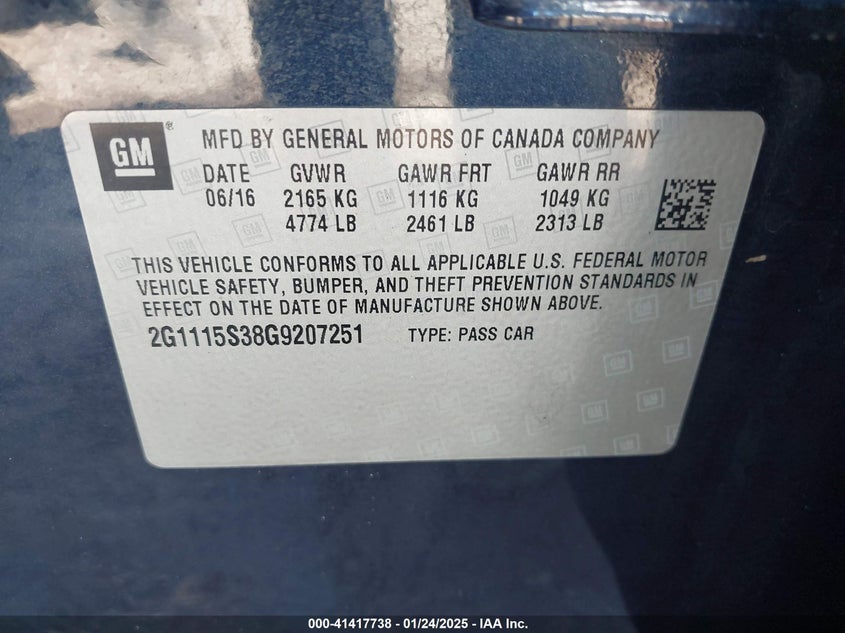 GM® MFD BY GENERAL MOTORS OF CANADA COMPANY
DATE GVWR GAWR FRT GAWR RR
06/16 2165 KG 1116 KG 1049 KG
4774 LB 2461 LB 2313 LB
THIS VEHICLE CONFORMS TO ALL APPLICABLE U.S. FEDERAL MOTOR
VEHICLE SAFETY, BUMPER, AND THEFT PREVENTION STANDARDS IN
EFFECT ON THE DATE OF MANUFACTURE SHOWN ABOVE.
2G1115S38G9207251 TYPE: PASS CAR
000-41417738 - 01/24/2025 - IAA Inc.